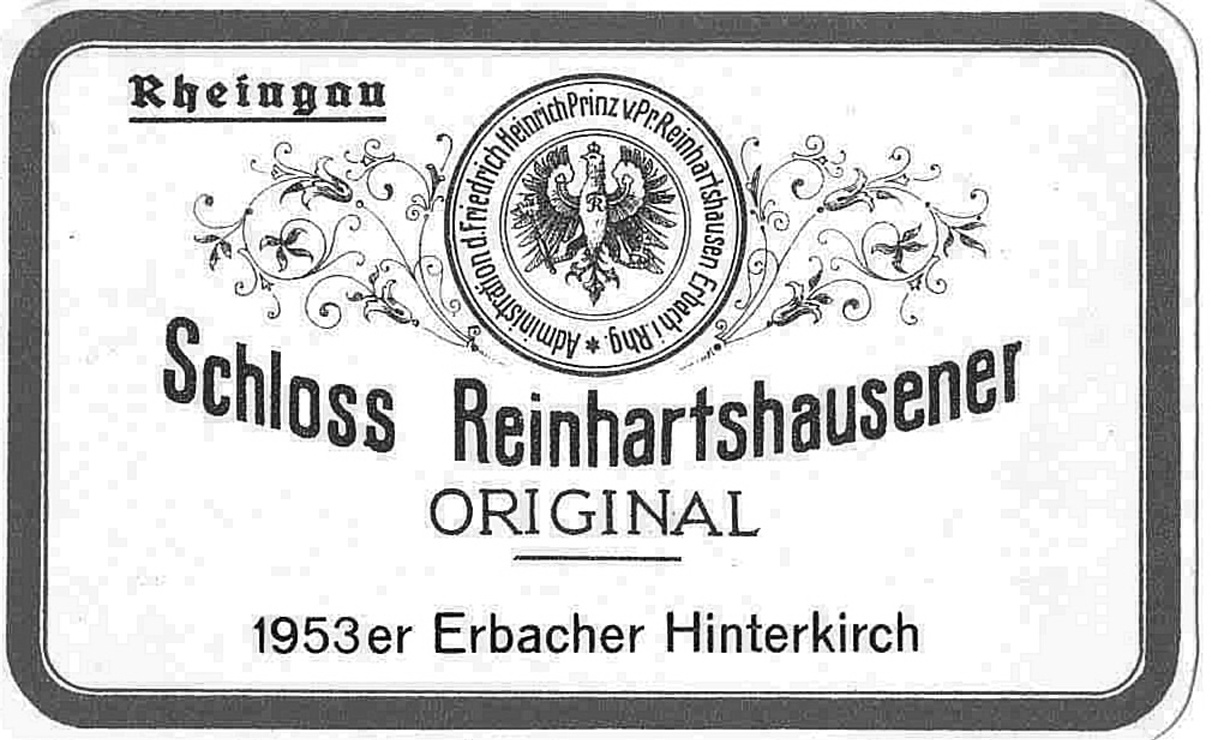 Rheingau
Administration d. Friedrich Heinrich Prinz v. Pr. Reinhartshausen Erbach i Rhg. *
R
Schloss Reinhartshausener
ORIGINAL
1953er Erbacher Hinterkirch